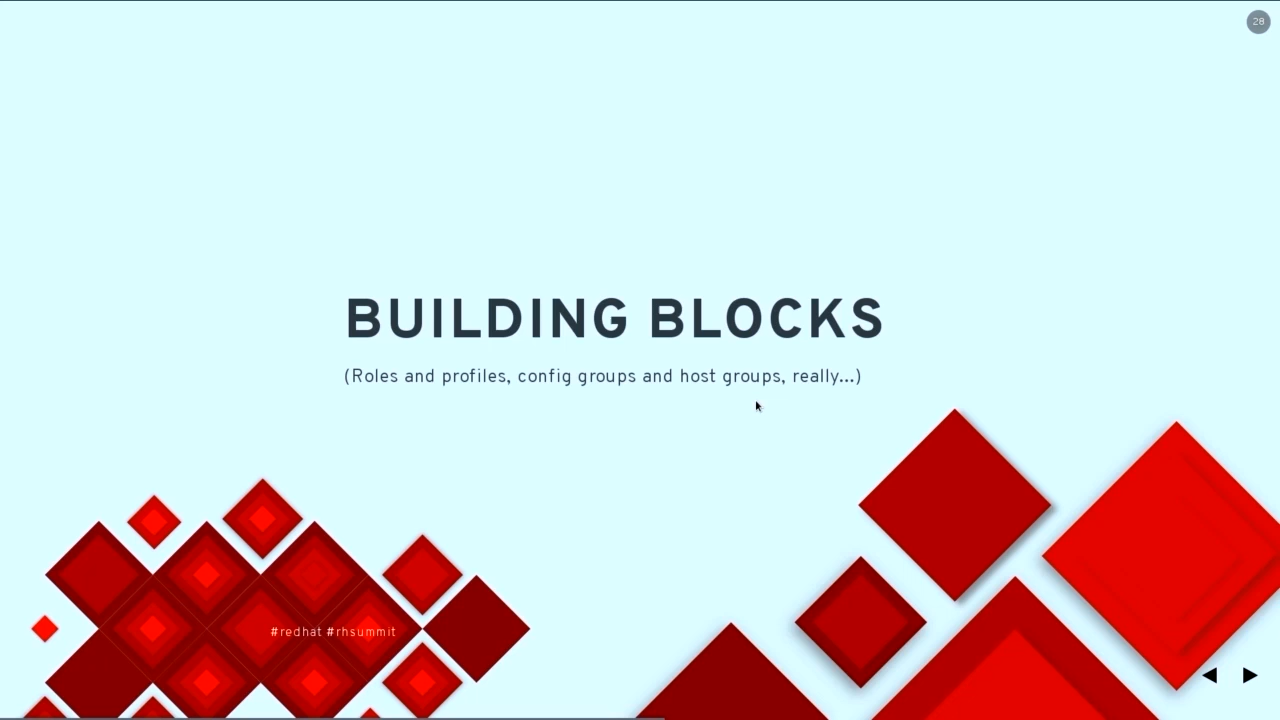 28
BUILDING BLOCKS
(Roles and profiles, config groups and host groups, really...)
#redhat #rhsummit